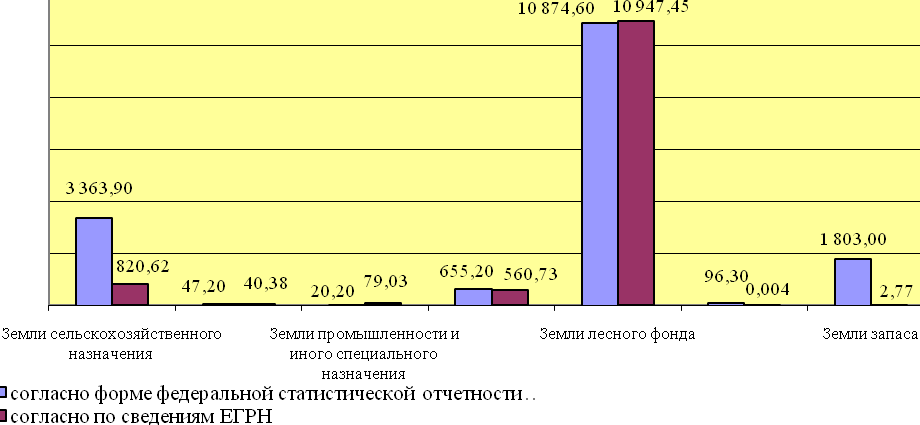 10 874,60 10 947,45
3 363,90
820,62
47,20 40,38
20,20 79,03
655,20 560,73
96,30 0,004
1 803,00
2,77
Земли сельскохозяйственного
назначения
Земли промышленности и
иного специального
назначения
Земли лесного фонда
Земли запаса
согласно форме федеральной статистической отчетности . .
согласно по сведениям ЕГРН